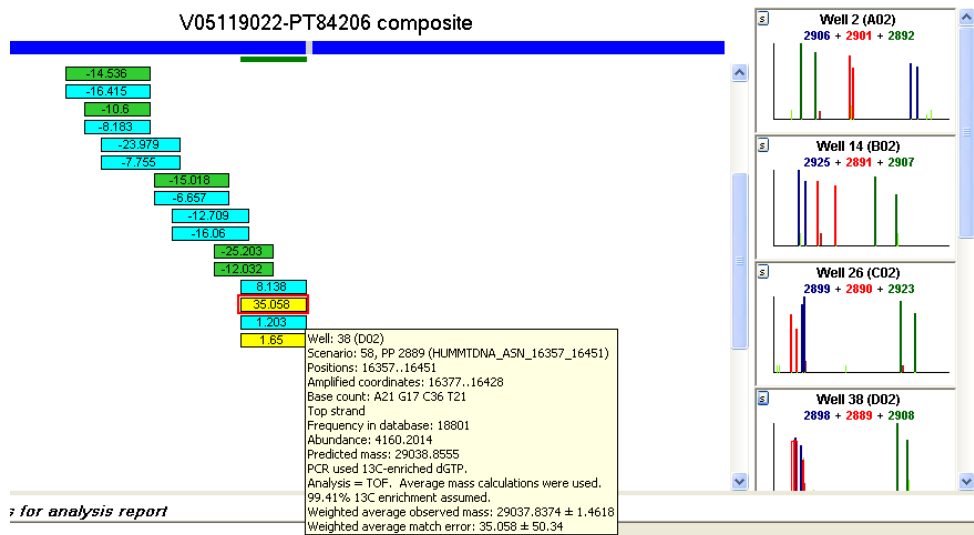 V05119022-PT84206 composite
-14.536
-16.415
-10.6
-8.183
-23.979
-7.755
-15.018
-6.657
-12.709
-16.06
-25.203
-12.032
8.138
35.058
1.203
1.65
Well: 38 (D02)
Scenario: 58, PP 2889 (HUMMTDNA_ASN_16357_16451)
Positions: 16357..16451
Amplified coordinates: 16377..16428
Base count: A21 G17 C36 T21
Top strand
Frequency in database: 18801
Abundance: 4160.2014
Predicted mass: 29038.8555
PCR used 13C-enriched dGTP.
Analysis = TOF.  Average mass calculations were used.
99.41% 13C enrichment assumed.
Weighted average observed mass: 29037.8374 ± 1.4618
Weighted average match error: 35.058 ± 50.34
s for analysis report
s
Well 2 (A02)
2906 + 2901 + 2892
s
Well 14 (B02)
2925 + 2891 + 2907
s
Well 26 (C02)
2899 + 2890 + 2923
s
Well 38 (D02)
2898 + 2889 + 2908